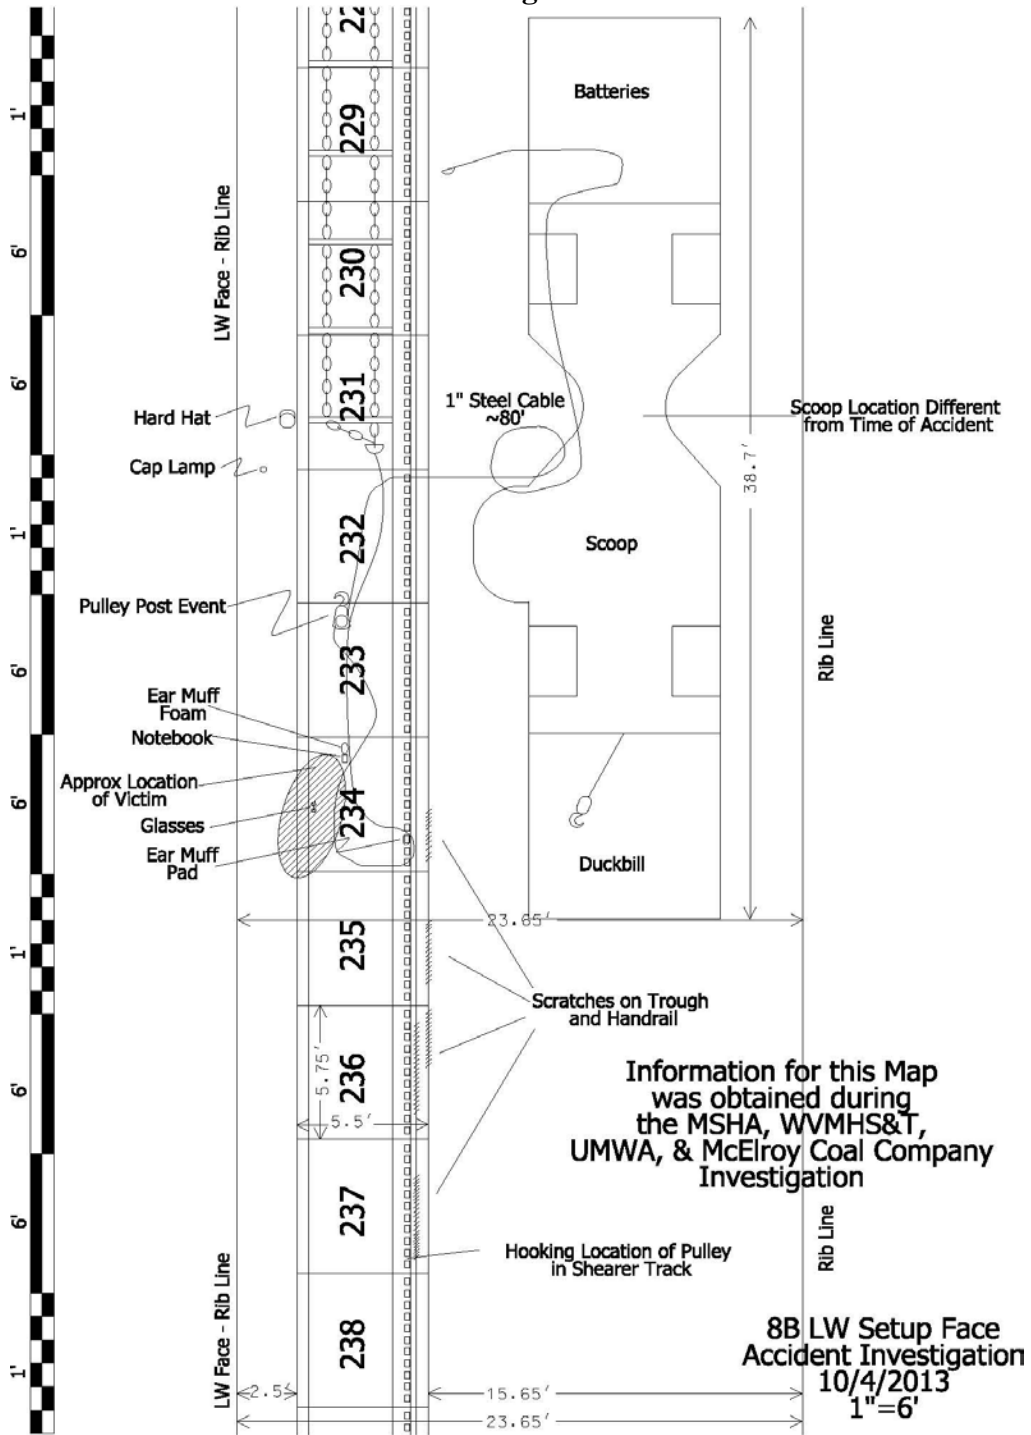 1'
229
Batteries
6'
LW Face - Rib Line
230
6'
231
Hard Hat
1" Steel Cable
~80'
Scoop Location Different
from Time of Accident
Cap Lamp
38.7'
1'
232
Scoop
Pulley Post Event
6'
233
Rib Line
Ear Muff
Foam
Notebook
Approx Location
of Victim
6'
234
Glasses
Ear Muff
Pad
Duckbill
23.65'
1'
235
Scratches on Trough
and Handrail
6'
5.75'
236
5.5'
Information for this Map
was obtained during
the MSHA, WVMHS&T,
UMWA, & McElroy Coal Company
Investigation
6'
237
Rib Line
Hooking Location of Pulley
in Shearer Track
LW Face - Rib Line
238
1'
8B LW Setup Face
Accident Investigation
10/4/2013
1"=6'
2.5'
15.65'
23.65'